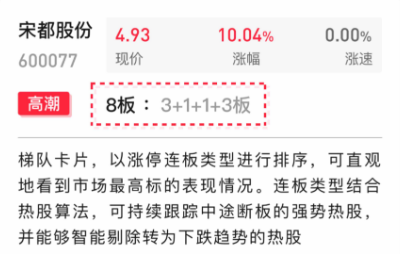 宋都股份 4.93 10.04% 0.00%
600077 现价 涨幅 涨速
高潮 8板： 3+1+1+3板
梯队卡片，以涨停连板类型进行排序，可直观
地看到市场最高标的表现情况。连板类型结合
热股算法，可持续跟踪中途断板的强势热股，
并能够智能剔除转为下跌趋势的热股